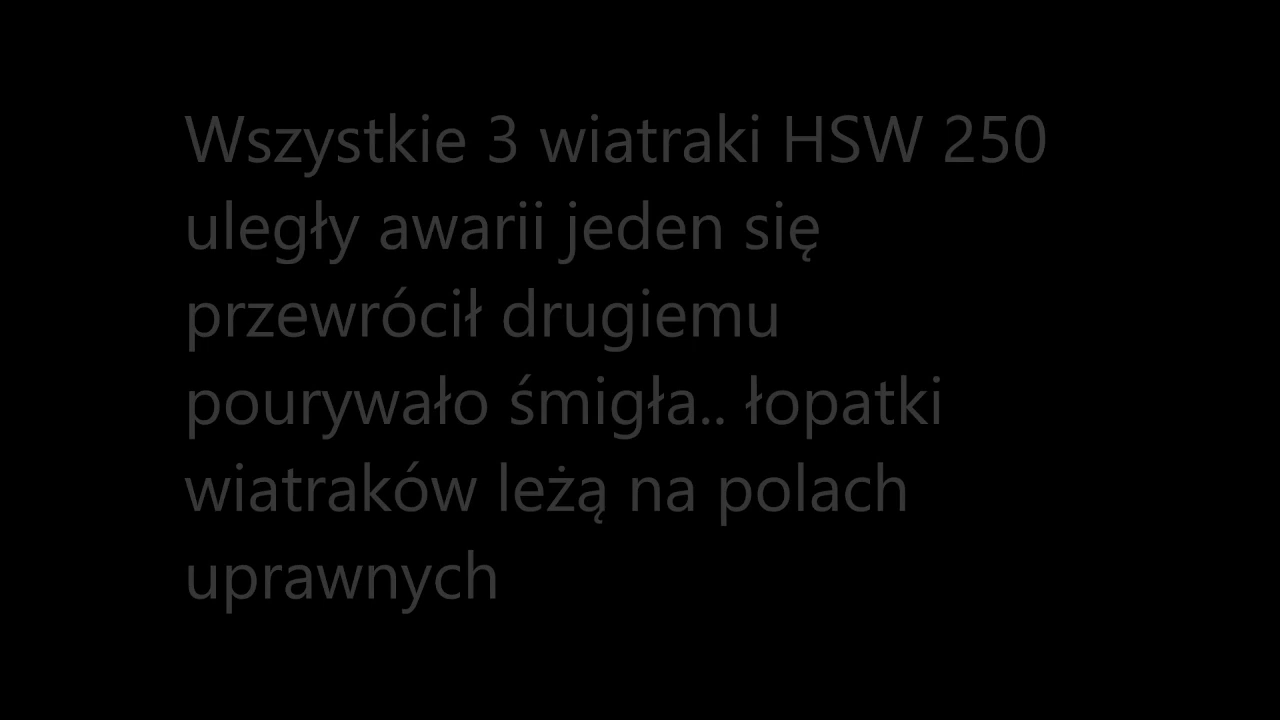 Wszystkie 3 wiatraki HSW 250
uległy awarii jeden się
przewrócił drugiemu
pourywało śmigła.. łopatki
wiatraków leżą na polach
uprawnych